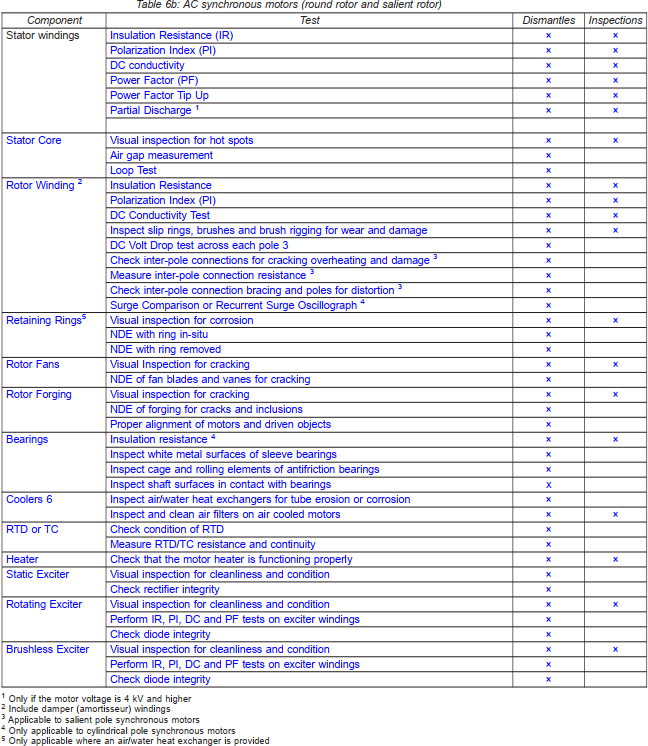 Table 6b: AC synchronous motors (round rotor and salient rotor)
Component Test Dismantles Inspections
Stator windings Insulation Resistance (IR) × ×
Polarization Index (PI) × ×
DC conductivity × ×
Power Factor (PF) × ×
Power Factor Tip Up × ×
Partial Discharge 1 × ×
Stator Core Visual inspection for hot spots × ×
Air gap measurement ×
Loop Test ×
Rotor Winding 2 Insulation Resistance × ×
Polarization Index (PI) × ×
DC Conductivity Test × ×
Inspect slip rings, brushes and brush rigging for wear and damage × ×
DC Volt Drop test across each pole 3 ×
Check inter-pole connections for cracking overheating and damage 3 ×
Measure inter-pole connection resistance 3 ×
Check inter-pole connection bracing and poles for distortion 3 ×
Surge Comparison or Recurrent Surge Oscillograph 4 ×
Retaining Rings5 Visual inspection for corrosion × ×
NDE with ring in-situ ×
NDE with ring removed ×
Rotor Fans Visual Inspection for cracking × ×
NDE of fan blades and vanes for cracking ×
Rotor Forging Visual inspection for cracking × ×
NDE of forging for cracks and inclusions ×
Proper alignment of motors and driven objects ×
Bearings Insulation resistance 4 × ×
Inspect white metal surfaces of sleeve bearings ×
Inspect cage and rolling elements of antifriction bearings ×
Inspect shaft surfaces in contact with bearings x
Coolers 6 Inspect air/water heat exchangers for tube erosion or corrosion ×
Inspect and clean air filters on air cooled motors × ×
RTD or TC Check condition of RTD ×
Measure RTD/TC resistance and continuity ×
Heater Check that the motor heater is functioning properly × ×
Static Exciter Visual inspection for cleanliness and condition ×
Check rectifier integrity ×
Rotating Exciter Visual inspection for cleanliness and condition × ×
Perform IR, PI, DC and PF tests on exciter windings ×
Check diode integrity ×
Brushless Exciter Visual inspection for cleanliness and condition × ×
Perform IR, PI, DC and PF tests on exciter windings ×
Check diode integrity ×
1 Only if the motor voltage is 4 kV and higher
2 Include damper (amortisseur) windings
3 Applicable to salient pole synchronous motors
4 Only applicable to cylindrical pole synchronous motors
5 Only applicable where an air/water heat exchanger is provided